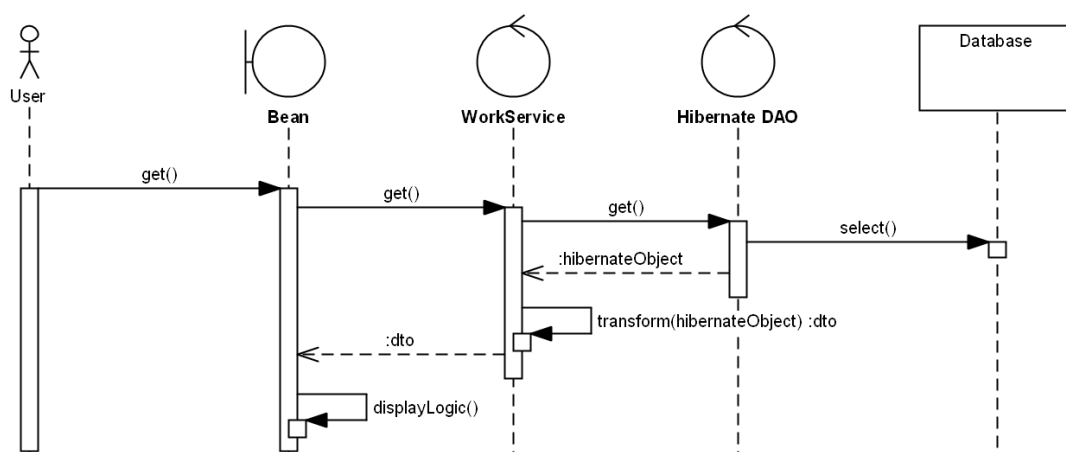 User
Bean
WorkService
Hibernate DAO
Database
get()
get()
get()
select()
:hibernateObject
transform(hibernateObject) :dto
:dto
displayLogic()